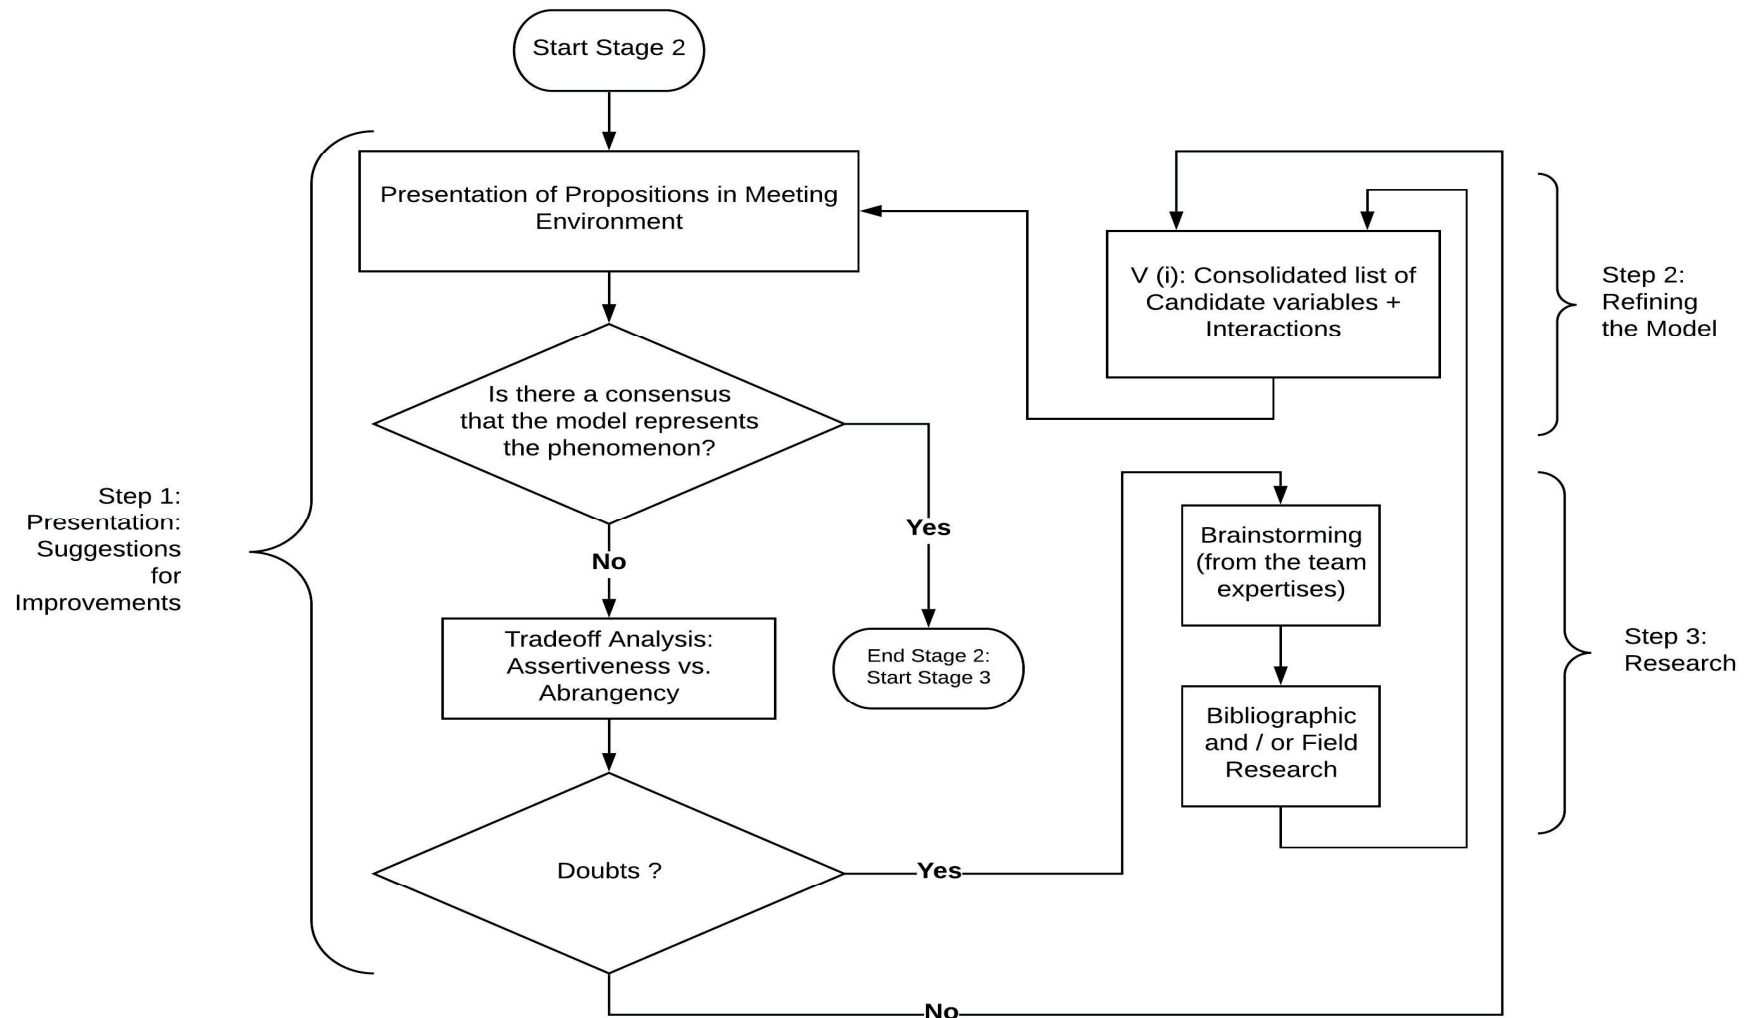 Start Stage 2
Presentation of Propositions in Meeting
Environment
Is there a consensus
that the model represents
the phenomenon?
Yes
No
Tradeoff Analysis:
Assertiveness vs.
Abrangency
End Stage 2:
Start Stage 3
Doubts ?
Yes
No
Step 1:
Presentation:
Suggestions
for
Improvements
V (i): Consolidated list of
Candidate variables +
Interactions
Step 2:
Refining
the Model
Brainstorming
(from the team
expertises)
Bibliographic
and / or Field
Research
Step 3:
Research